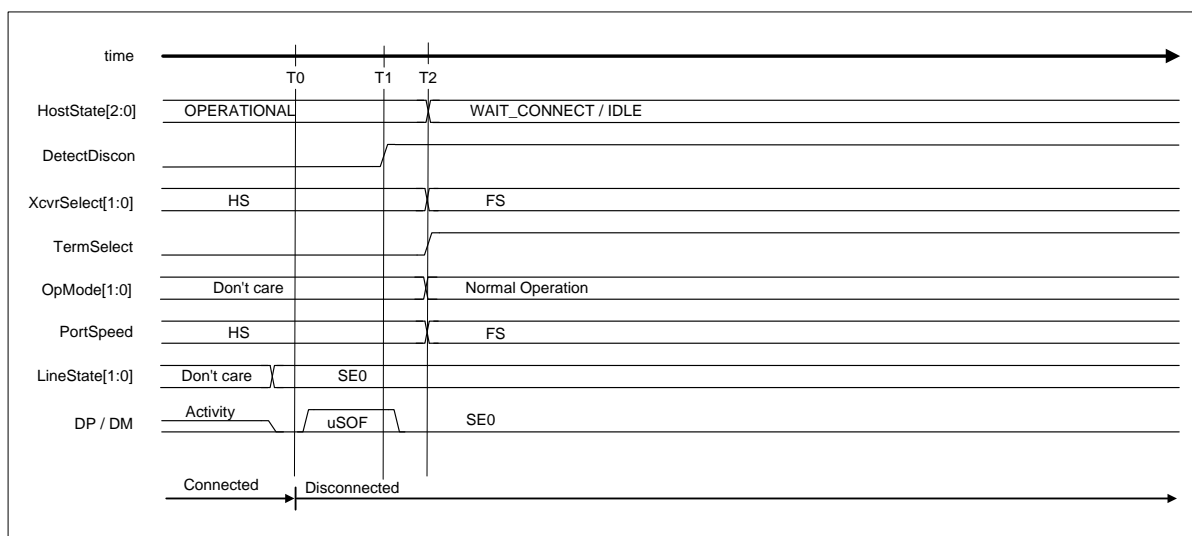 time
T0 T1 T2
HostState[2:0] OPERATIONAL WAIT_CONNECT / IDLE
DetectDiscon
XcvrSelect[1:0] HS FS
TermSelect
OpMode[1:0] Don't care Normal Operation
PortSpeed HS FS
LineState[1:0] Don't care SE0
DP / DM Activity uSOF SE0
Connected Disconnected